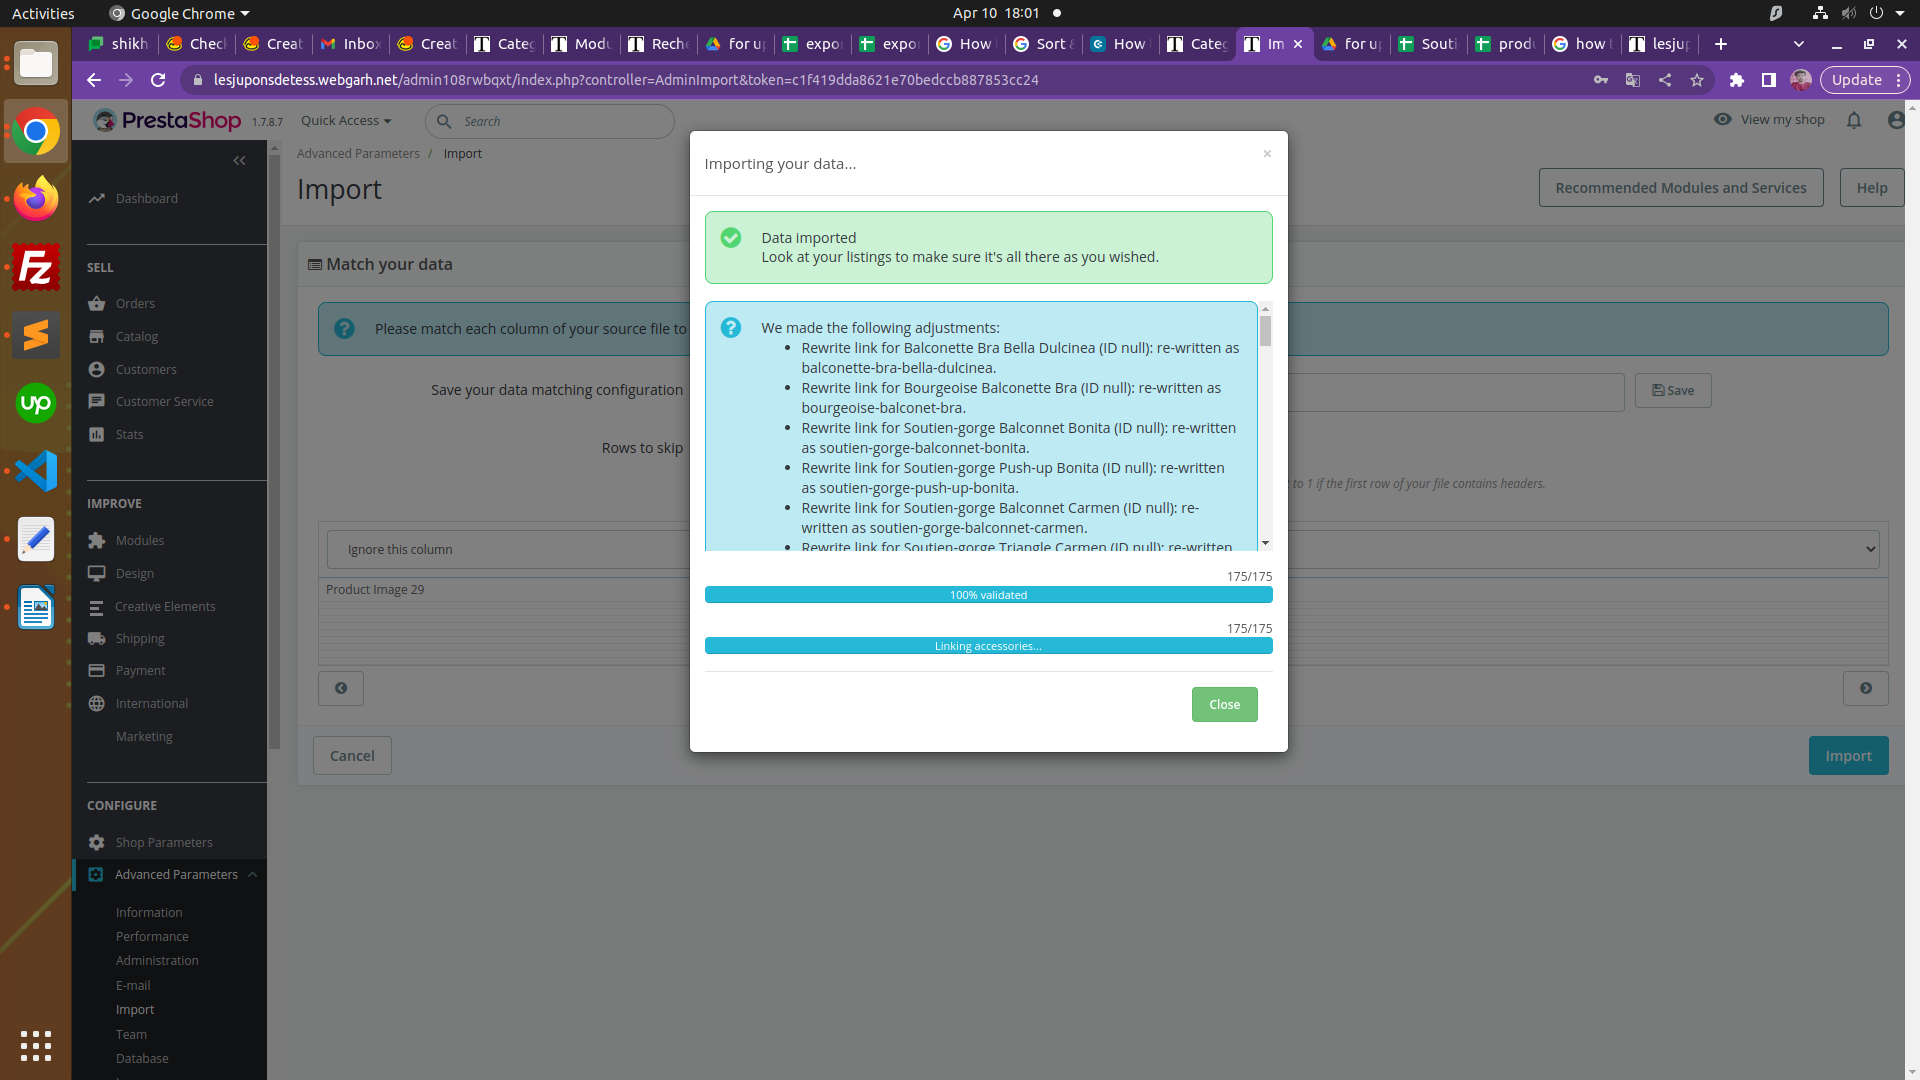 Activities
Google Chrome
Apr 10 18:01
shikh
Chec
Creat
Inbox
Creat
Categ
Modu
Reche
for up
expo
expo
How
Sort &
How
Categ
Im
for up
Souti
produ
how t
lesjup
lesjuponsdetess.webgarh.net/admin108rwbqxt/index.php?controller=AdminImport&token=c1f419dda8621e70bedccb887853cc24
Update
PrestaShop
1.7.8.7
Quick Access
Search
View my shop
Dashboard
SELL
Orders
Catalog
Customers
Customer Service
Stats
IMPROVE
Modules
Design
Creative Elements
Shipping
Payment
International
Marketing
CONFIGURE
Shop Parameters
Advanced Parameters
Information
Performance
Administration
E-mail
Import
Team
Database
Advanced Parameters / Import
Import
Recommended Modules and Services
Help
Match your data
Please match each column of your source file to
Save your data matching configuration
Save
Rows to skip
to 1 if the first row of your file contains headers.
Ignore this column
Product Image 29
Cancel
Import
Importing your data...
×
Data imported
Look at your listings to make sure it's all there as you wished.
We made the following adjustments:
• Rewrite link for Balconette Bra Bella Dulcinea (ID null): re-written as
balconette-bra-bella-dulcinea.
• Rewrite link for Bourgeoise Balconette Bra (ID null): re-written as
bourgeoise-balconet-bra.
• Rewrite link for Soutien-gorge Balconnet Bonita (ID null): re-written
as soutien-gorge-balconnet-bonita.
• Rewrite link for Soutien-gorge Push-up Bonita (ID null): re-written
as soutien-gorge-push-up-bonita.
• Rewrite link for Soutien-gorge Balconnet Carmen (ID null): re-
written as soutien-gorge-balconnet-carmen.
• Rewrite link for Soutien-gorge Triangle Carmen (ID null): re-written
175/175
100% validated
175/175
Linking accessories...
Close